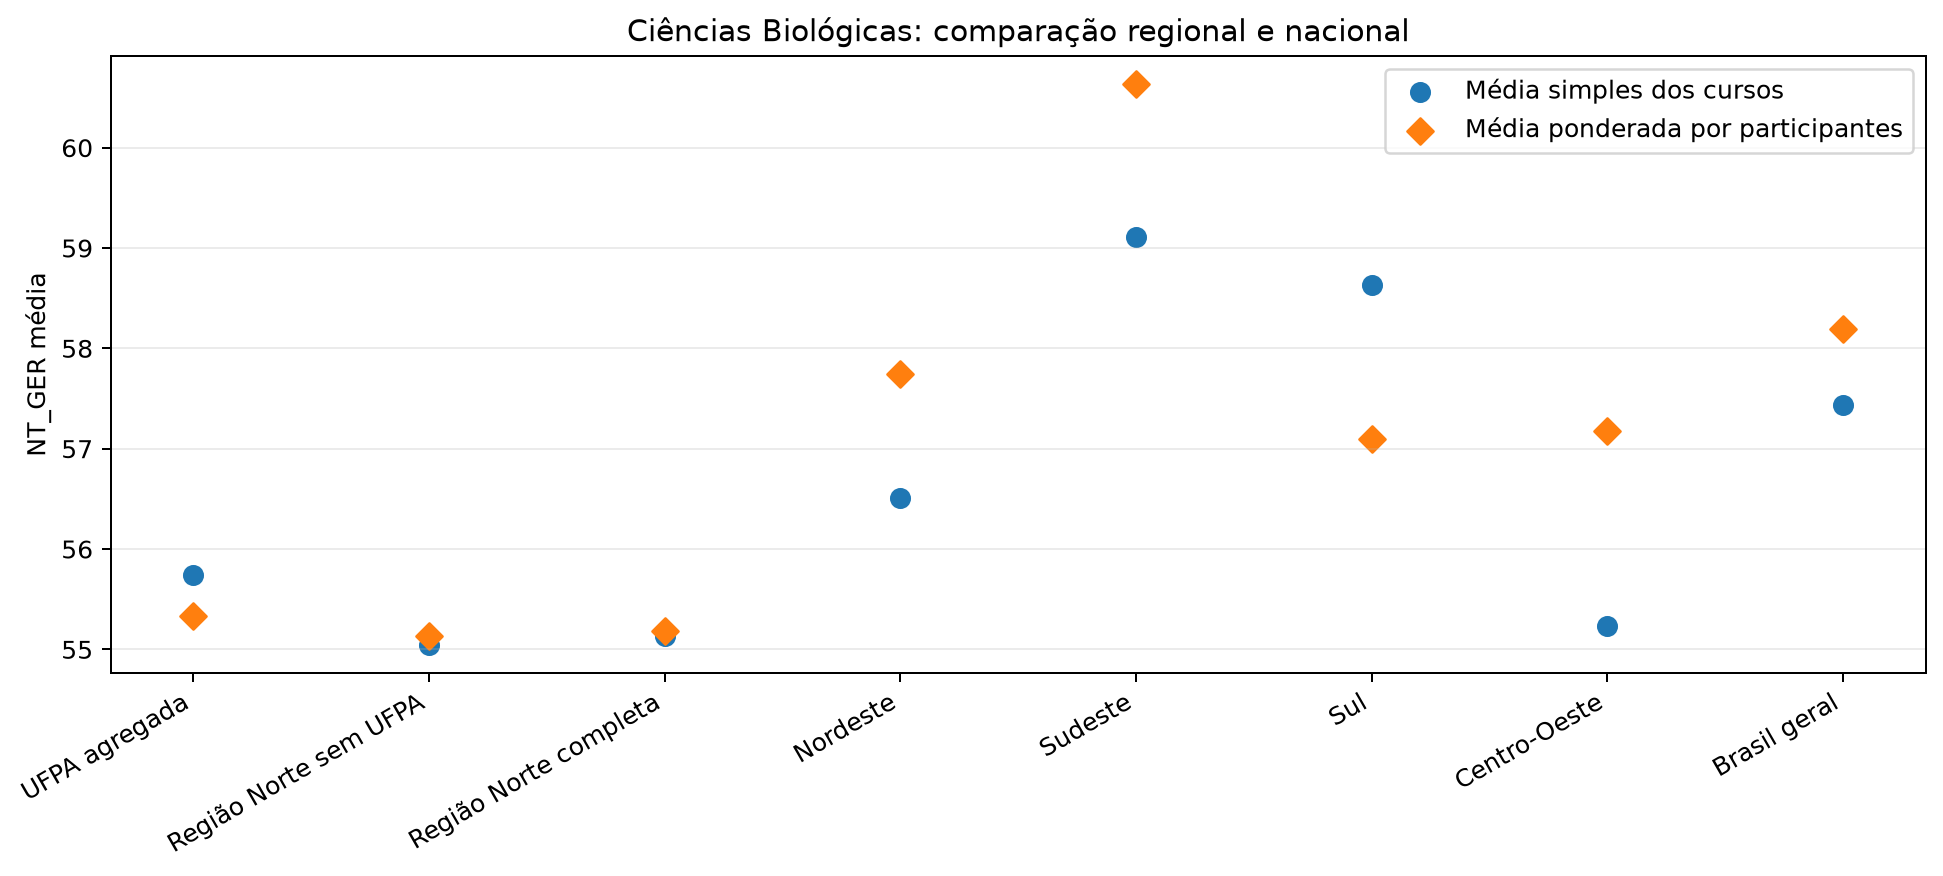 Ciências Biológicas: comparação regional e nacional
Média simples dos cursos
Média ponderada por participantes
NT_GER média
60
59
58
57
56
55
UFPA agregada
Região Norte sem UFPA
Região Norte completa
Nordeste
Sudeste
Sul
Centro-Oeste
Brasil geral